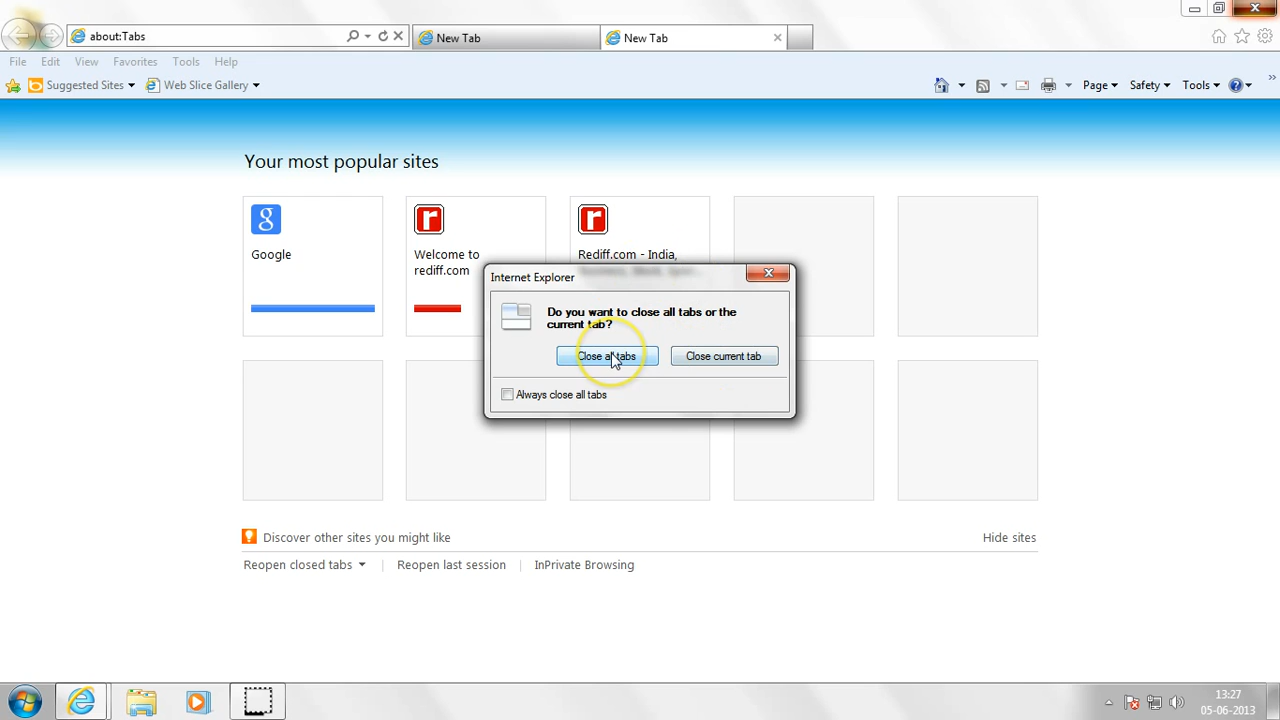 about:Tabs
New Tab
New Tab
File Edit View Favorites Tools Help
Suggested Sites Web Slice Gallery Page Safety Tools
Your most popular sites
g
Google
r
Welcome to
rediff.com
r
Rediff.com - India,
Internet Explorer
Do you want to close all tabs or the
current tab?
Close all tabs Close current tab
Always close all tabs
Discover other sites you might like Hide sites
Reopen closed tabs Reopen last session InPrivate Browsing
13:27
05-06-2013